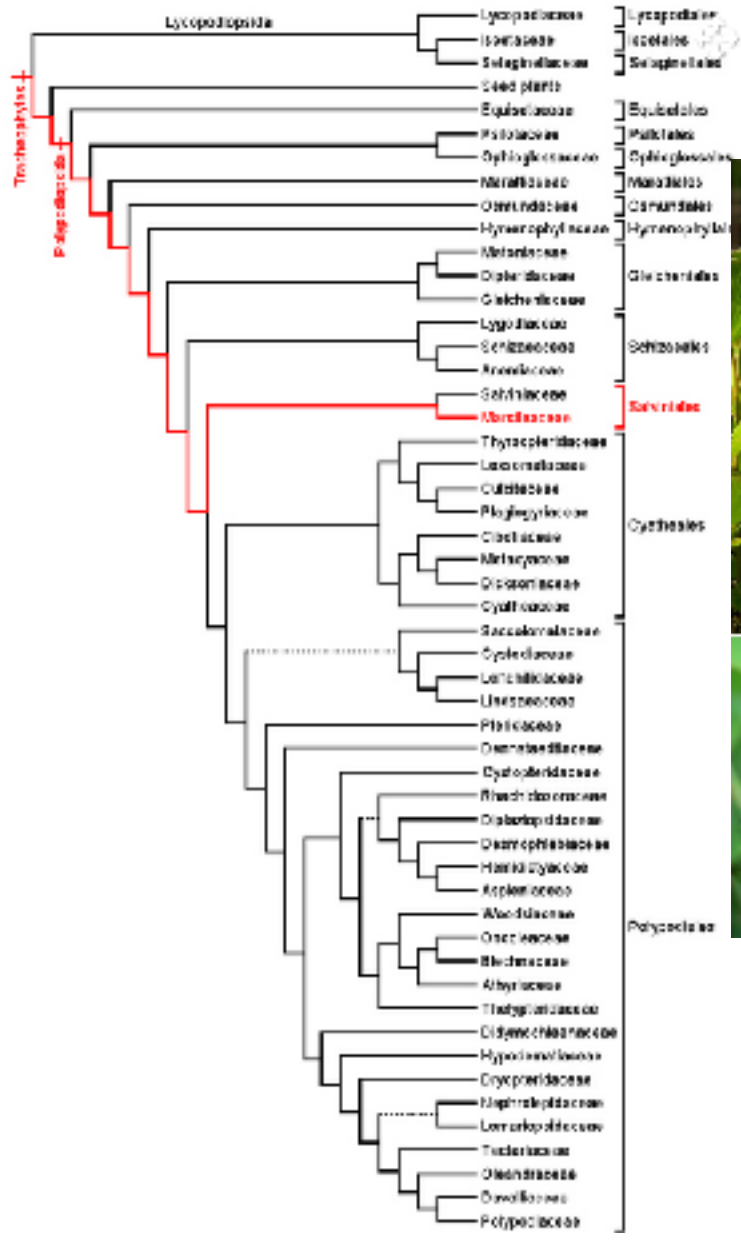 Lycopodiopsida
Tracheophytes
Polypodiopsida
Lycopodiaceae
Lycopodiales
Isoetaceae
Isoetales
Selaginellaceae
Selaginellales
Seed plants
Equisetaceae
Equisetales
Psilotaceae
Psilotales
Ophioglossaceae
Ophioglossales
Marattiaceae
Marattiales
Osmundaceae
Osmundales
Hymenophyllaceae
Matoniaceae
Dipteridaceae
Gleicheniaceae
Gleicheniales
Lygodiaceae
Schizaeaceae
Anemiaceae
Schizaeales
Salviniaceae
Marsileaceae
Salviniales
Thyrsopteridaceae
Loxsomataceae
Culcitaceae
Plagiogyriaceae
Cibotiaceae
Metaxyaceae
Dicksoniaceae
Cyatheaceae
Cyatheales
Saccolomataceae
Cystodiaceae
Lonchitidaceae
Lindsaeaceae
Pteridaceae
Dennstaedtiaceae
Cystopteridaceae
Rhachidosoraceae
Diplaziopsidaceae
Desmophlebiaceae
Hemidictyaceae
Aspleniaceae
Woodsiaceae
Onocleaceae
Blechnaceae
Athyriaceae
Thelypteridaceae
Didymochlaenaceae
Hypodematiaceae
Dryopteridaceae
Nephrolepidaceae
Lomariopsidaceae
Tectariaceae
Oleandraceae
Davalliaceae
Polypodiaceae
Polypodiales